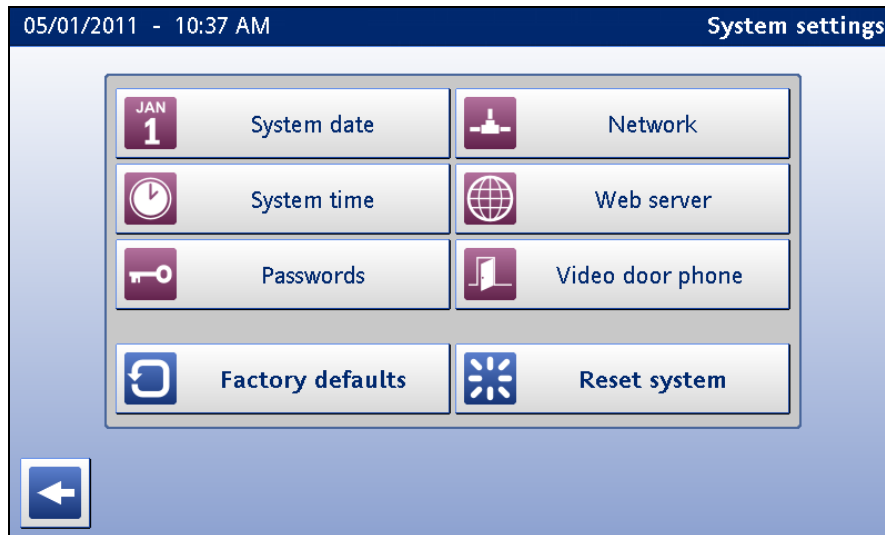 05/01/2011 - 10:37 AM System settings
JAN
1
System date
Network
System time
Web server
Passwords
Video door phone
Factory defaults
Reset system